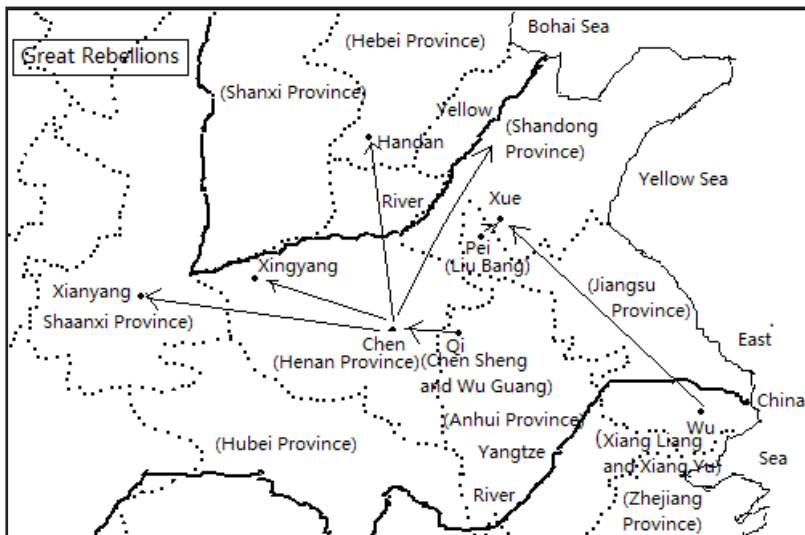 Great Rebellions
(Hebei Province)
Bohai Sea
(Shanxi Province)
Yellow
River
(Shandong
Province)
Handan
Yellow Sea
Xue
Pei
(Liu Bang)
Xingyang
Xianyang
Shaanxi Province)
(Jiangsu
Province)
Chen
(Henan Province)
Qi
(Chen Sheng
and Wu Guang)
(Anhui Province)
East
China
Sea
Wu
(Xiang Liang
and Xiang Yu)
(Hubei Province)
Yangtze
River
(Zhejiang
Province)